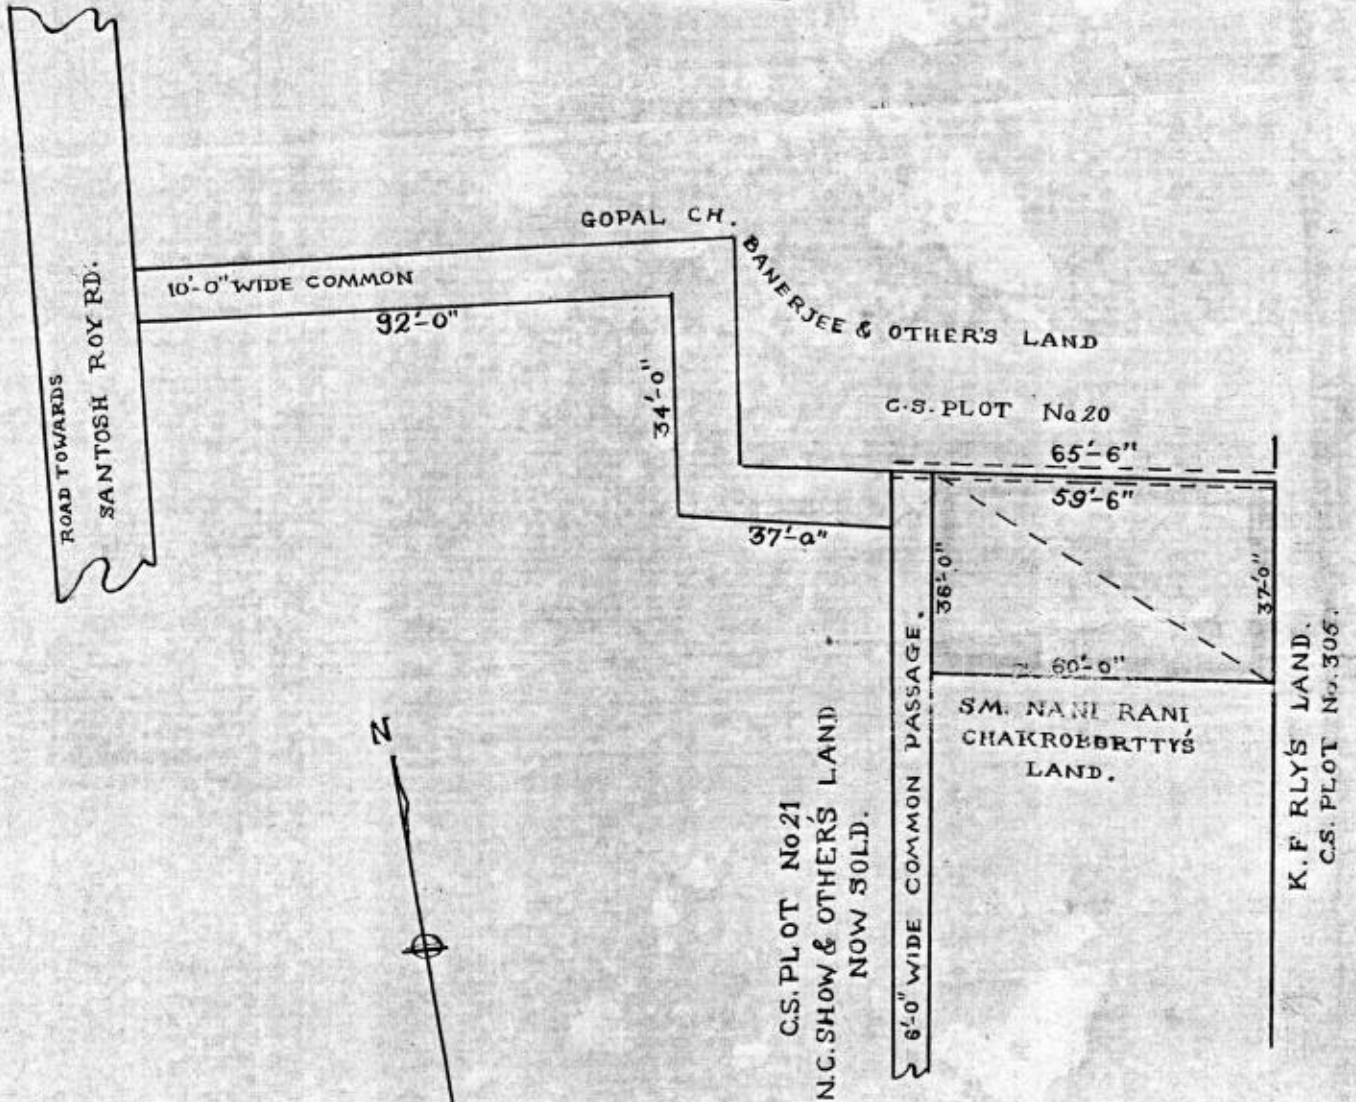 GOPAL CH.
BANERJEE & OTHER'S LAND
10'-0" WIDE COMMON
92'-0"
ROAD TOWARDS
SANTOSH ROY RD.
34'-0"
C.S. PLOT No 20
65'-6"
59'-6"
37'-0"
36'-0"
37'-0"
60'-0"
SM. NANI RANI
CHAKROBORTTY'S
LAND.
K.F RLY'S LAND.
C.S. PLOT No. 305.
6'-0" WIDE COMMON PASSAGE.
C.S. PLOT No 21
N.C. SHOW & OTHER'S LAND
NOW SOLD.
N